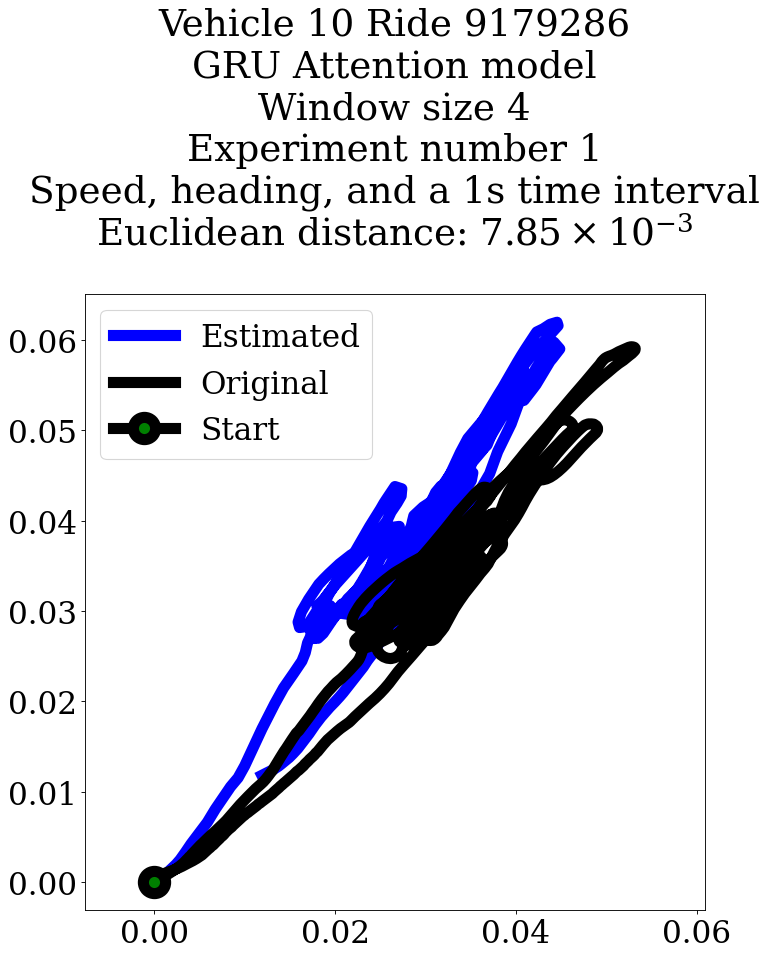 Vehicle 10 Ride 9179286
GRU Attention model
Window size 4
Experiment number 1
Speed, heading, and a 1s time interval
Euclidean distance: 7.85 × 10⁻³
Estimated
Original
Start
0.06
0.05
0.04
0.03
0.02
0.01
0.00
0.00 0.02 0.04 0.06